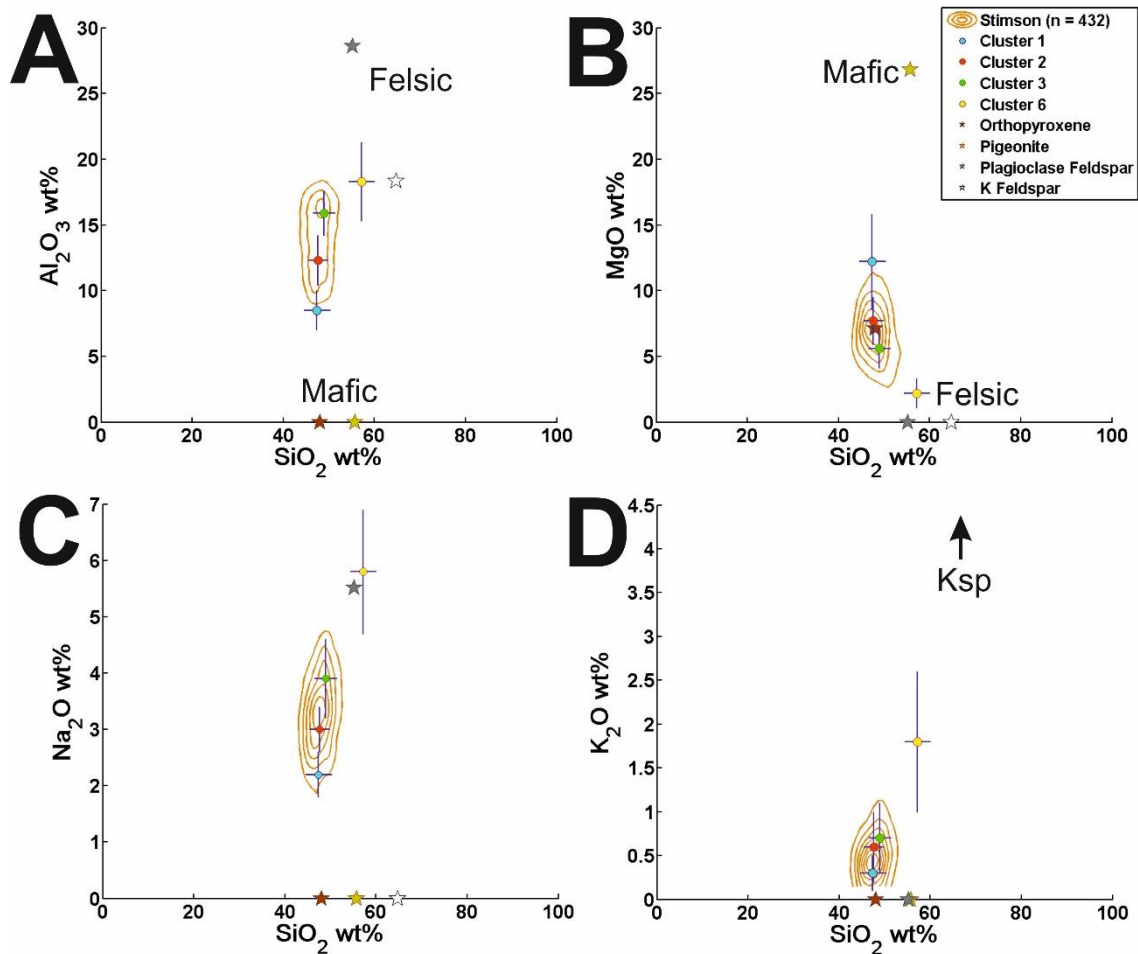 A
30
25
20
15
10
5
0
Al2O3 wt%
Felsic
Mafic
0 20 40 60 80 100
SiO2 wt%
B
30
25
20
15
10
5
0
MgO wt%
Mafic
Felsic
0 20 40 60 80 100
SiO2 wt%
Stimson (n = 432)
Cluster 1
Cluster 2
Cluster 3
Cluster 6
Orthopyroxene
Pigeonite
Plagioclase Feldspar
K Feldspar
C
7
6
5
4
3
2
1
0
Na2O wt%
0 20 40 60 80 100
SiO2 wt%
D
4.5
4
3.5
3
2.5
2
1.5
1
0.5
0
K2O wt%
Ksp
0 20 40 60 80 100
SiO2 wt%